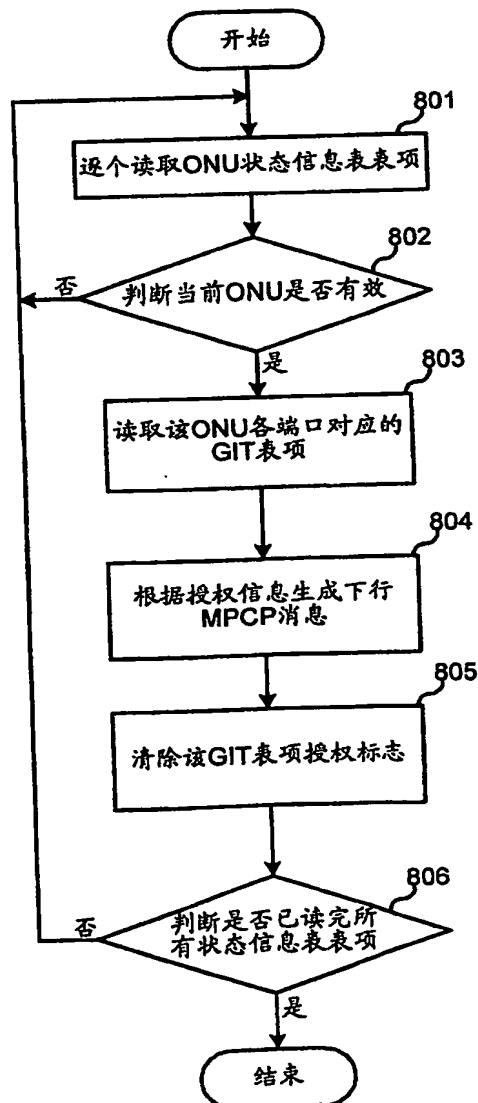 开始
801
逐个读取ONU状态信息表表项
802
判断当前ONU是否有效
否
是
803
读取该ONU各端口对应的
GIT表项
804
根据授权信息生成下行
MPCP消息
805
清除该GIT表项授权标志
806
判断是否已读完所
有状态信息表表项
否
是
结束